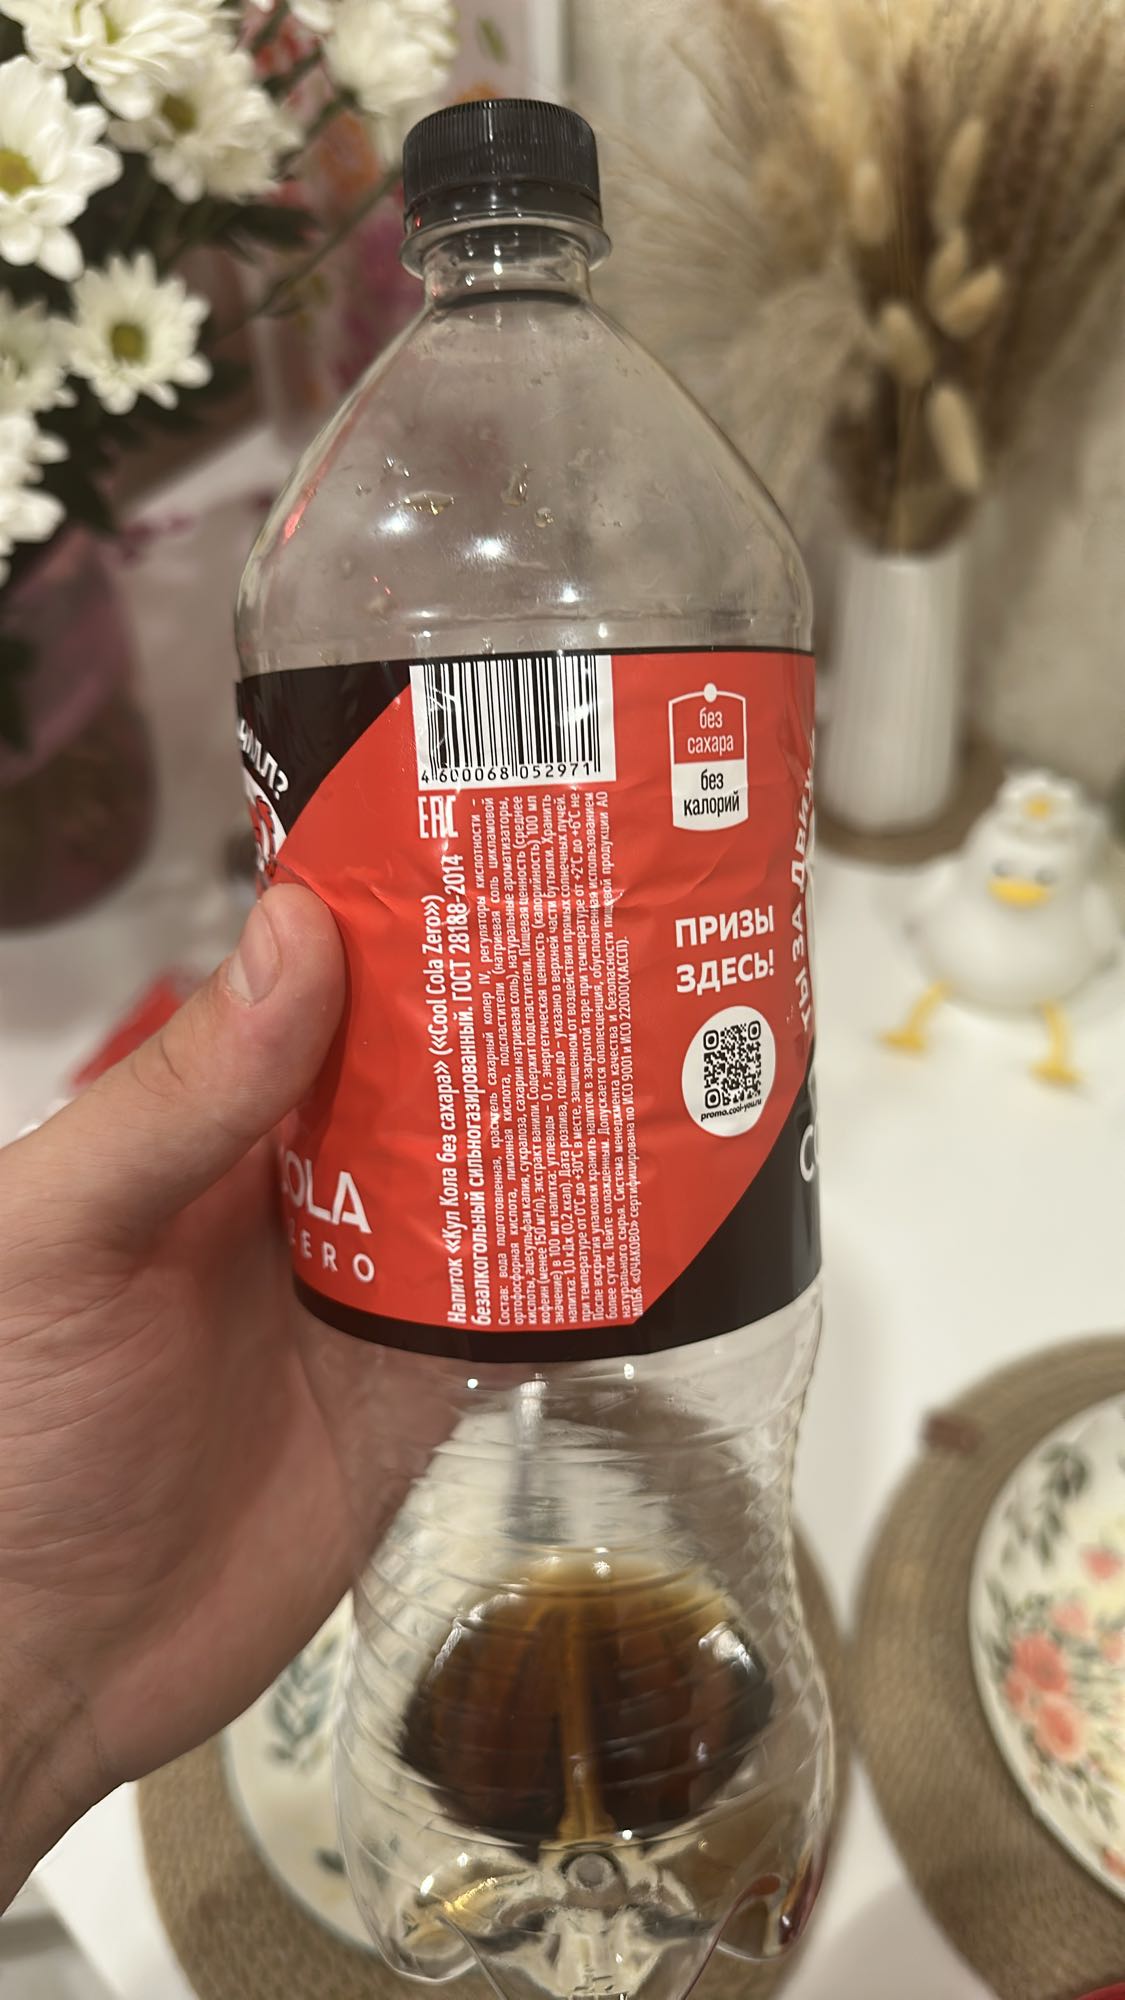 4 600068 052971
ЕАС
Напиток «Кул Кола без сахара» («Cool Cola Zero»)
безалкогольный сильногазированный. ГОСТ 28188-2014
Состав: вода подготовленная, краситель сахарный колер IV, регуляторы кислотности –
ортофосфорная кислота, лимонная кислота, подсластители (натриевая соль цикламовой
кислоты, ацесульфам калия, сукралоза, сахарин натриевая соль), натуральные ароматизаторы,
кофеин (менее 150 мг/л), экстракт ванили. Содержит подсластители. Пищевая ценность (среднее
значение) в 100 мл напитка: углеводы – 0 г, энергетическая ценность (калорийность) 100 мл
напитка: 1,0 кДж (0,2 ккал). Дата розлива, годен до – указано в верхней части бутылки. Хранить
при температуре от 0°С до +30°С в месте, защищенном от воздействия прямых солнечных лучей.
После вскрытия упаковки хранить напиток в закрытой таре при температуре от +2°С до +6°С не
более суток. Пейте охлажденным. Допускается опалесценция, обусловленная использованием
натурального сырья. Система менеджмента качества и безопасности пищевой продукции АО
МПБК «ОЧАКОВО» сертифицирована по ИСО 9001 и ИСО 22000(ХАССП).
без
сахара
без
калорий
ПРИЗЫ
ЗДЕСЬ!
promo.cool-you.ru
ТЫ ЗА
OLA
ERO